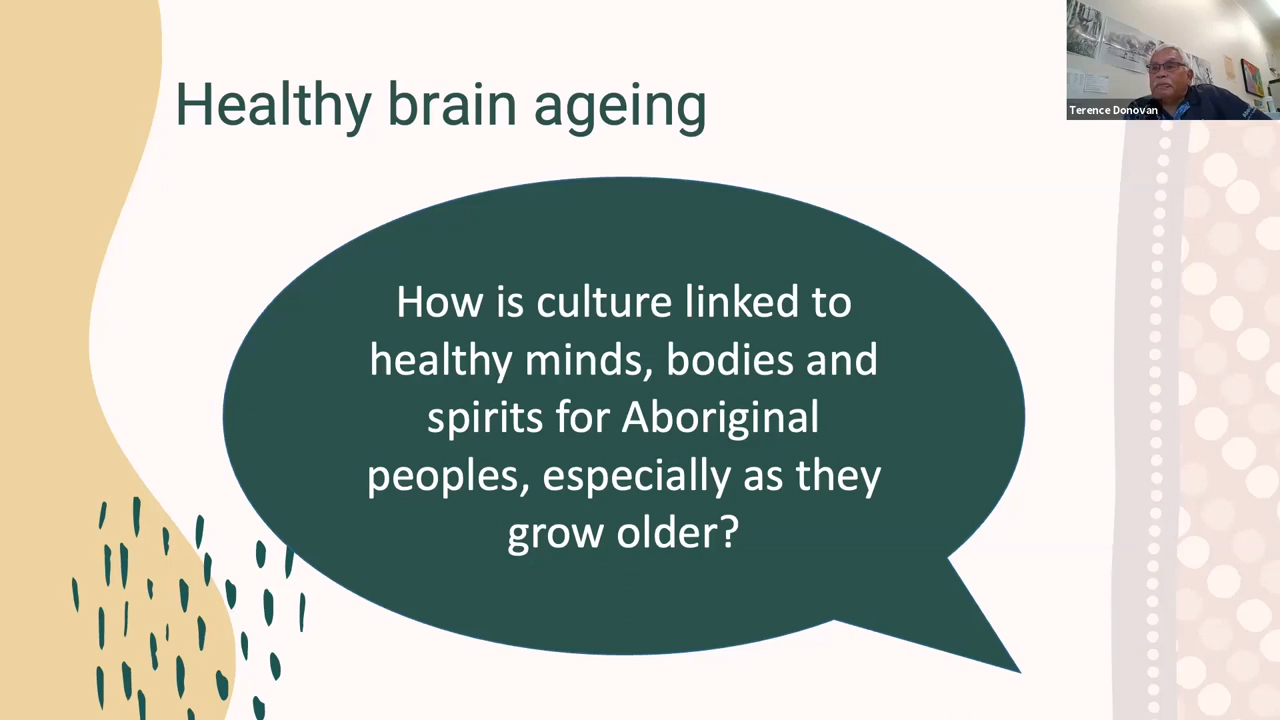 Healthy brain ageing
Terence Donovan
How is culture linked to
healthy minds, bodies and
spirits for Aboriginal
peoples, especially as they
grow older?